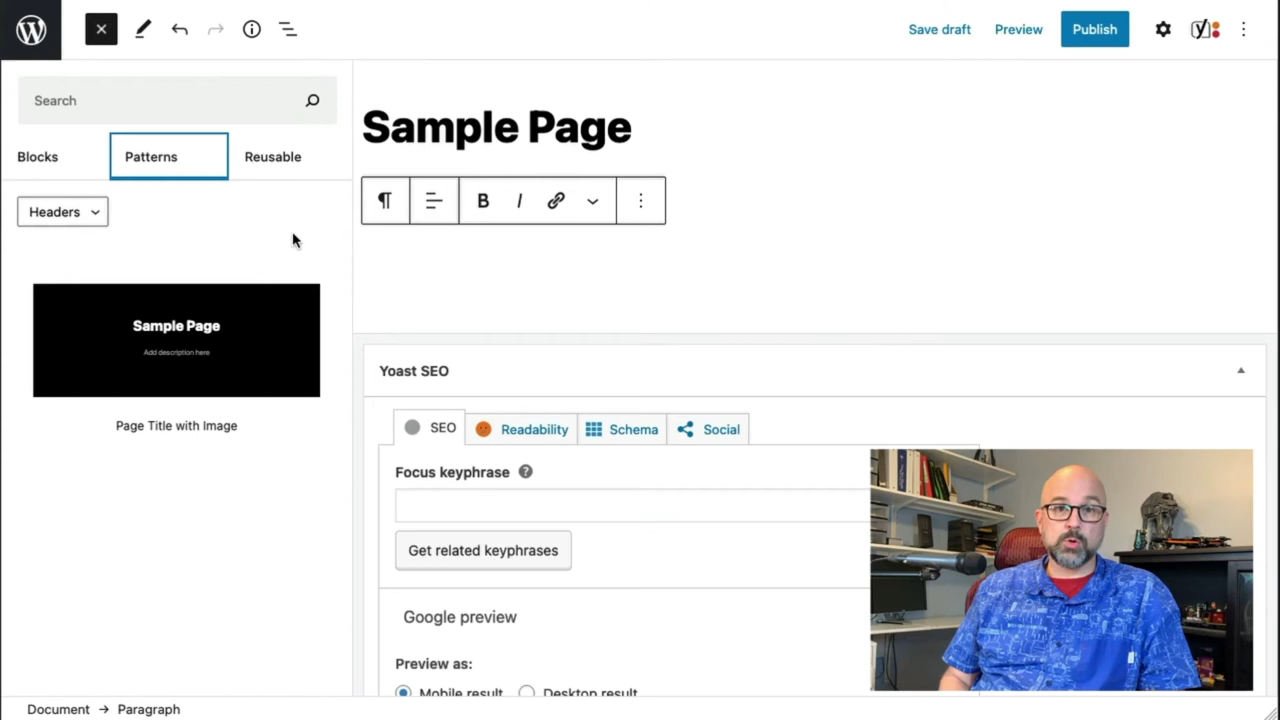 Save draft Preview Publish
Search
Blocks Patterns Reusable
Headers
Sample Page
Add description here
Page Title with Image
Sample Page
B I
Yoast SEO
SEO Readability Schema Social
Focus keyphrase ?
Get related keyphrases
Google preview
Preview as:
Mobile result Desktop result
Document → Paragraph